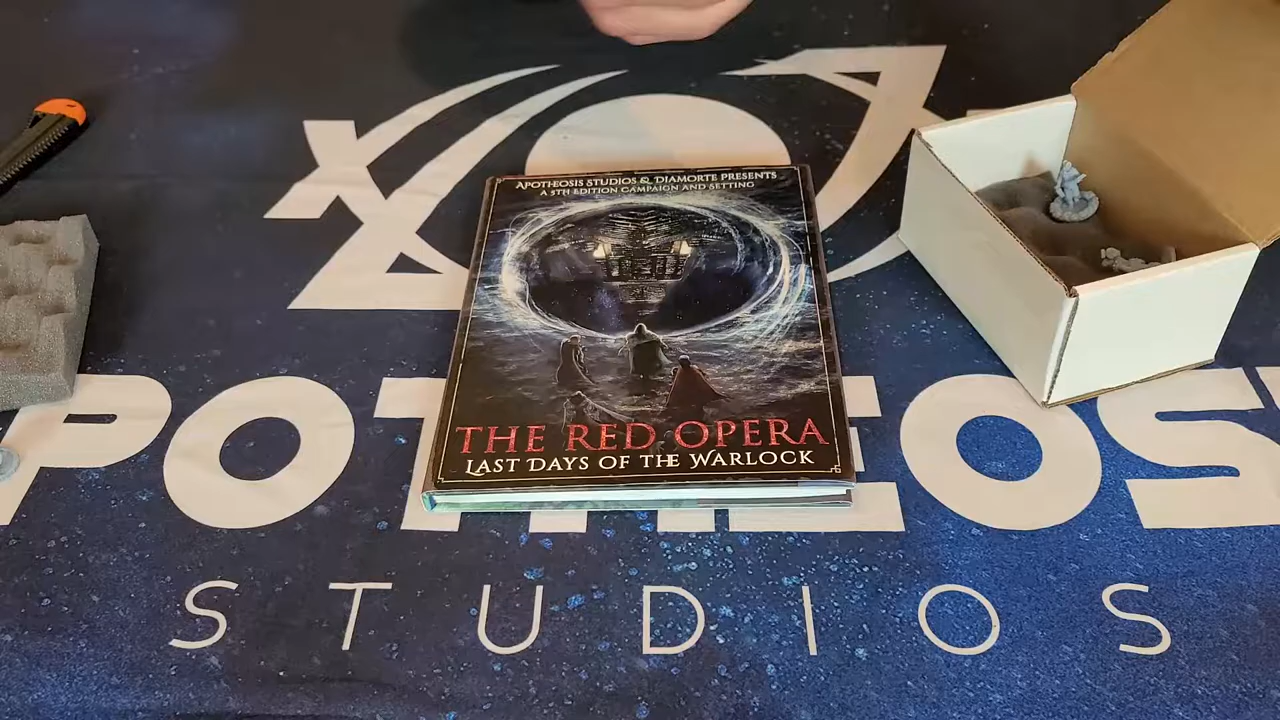 APOTHEOSIS STUDIOS & DIAMORTE PRESENTS
A 5TH EDITION CAMPAIGN AND SETTING
THE RED OPERA
LAST DAYS OF THE WARLOCK
POTHEOS
STUDIOS